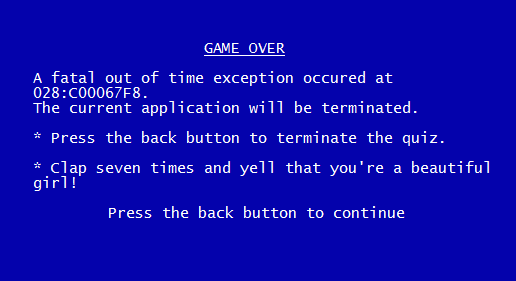 GAME OVER
A fatal out of time exception occured at
028:C00067F8.
The current application will be terminated.
* Press the back button to terminate the quiz.
* Clap seven times and yell that you're a beautiful
girl!
Press the back button to continue